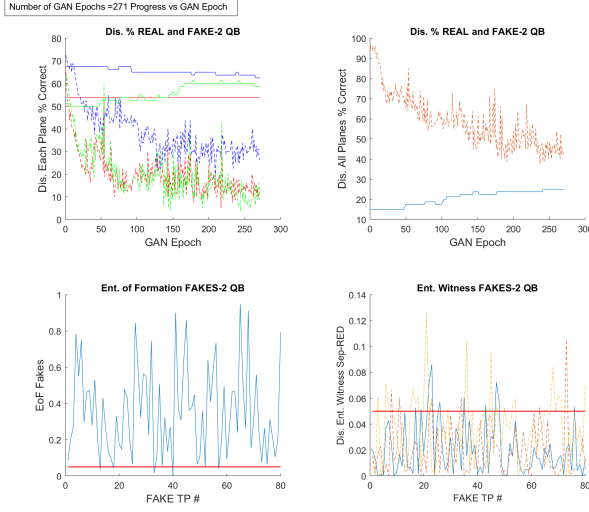 Number of GAN Epochs =271 Progress vs GAN Epoch
Dis. % REAL and FAKE-2 QB
Dis. Each Plane % Correct
80
70
60
50
40
30
20
10
0
0 50 100 150 200 250 300
GAN Epoch
Dis. % REAL and FAKE-2 QB
Dis. All Planes % Correct
100
90
80
70
60
50
40
30
20
10
0 50 100 150 200 250 300
GAN Epoch
Ent. of Formation FAKES-2 QB
EoF Fakes
1
0.8
0.6
0.4
0.2
0
0 20 40 60 80
FAKE TP #
Ent. Witness FAKES-2 QB
Dis. Ent. Witness Sep-RED
0.14
0.12
0.1
0.08
0.06
0.04
0.02
0
0 20 40 60 80
FAKE TP #